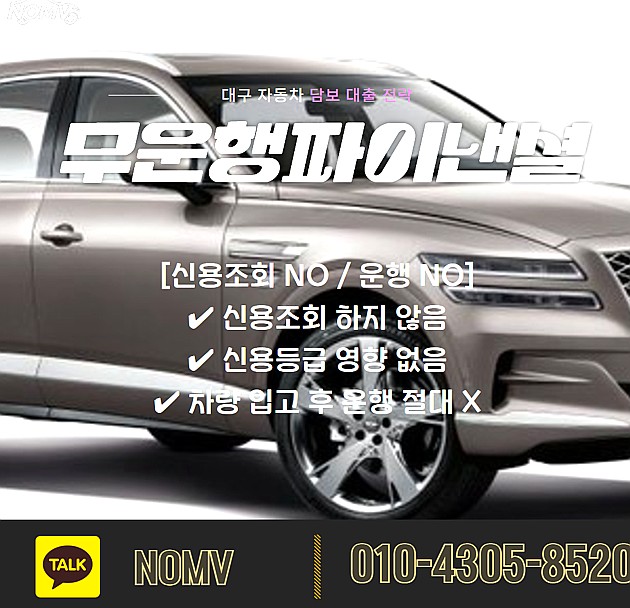 대구 자동차 담보 대출 전략
무운행파이낸셜
[신용조회 NO / 운행 NO]
✔ 신용조회 하지 않음
✔ 신용등급 영향 없음
✔ 차량 입고 후 운행 절대 X
TALK
NOMV
010-4305-8520